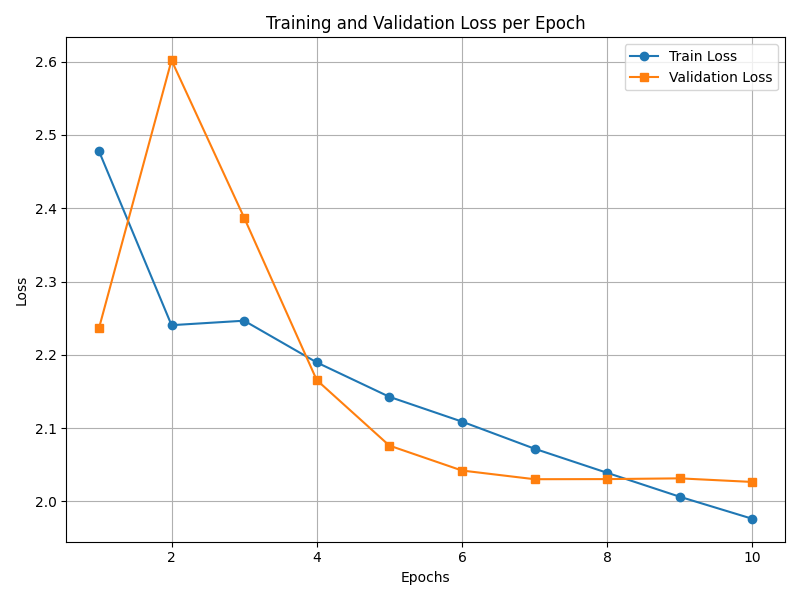 Training and Validation Loss per Epoch
Train Loss
Validation Loss
2.6
2.5
2.4
2.3
2.2
2.1
2.0
Loss
2 4 6 8 10
Epochs